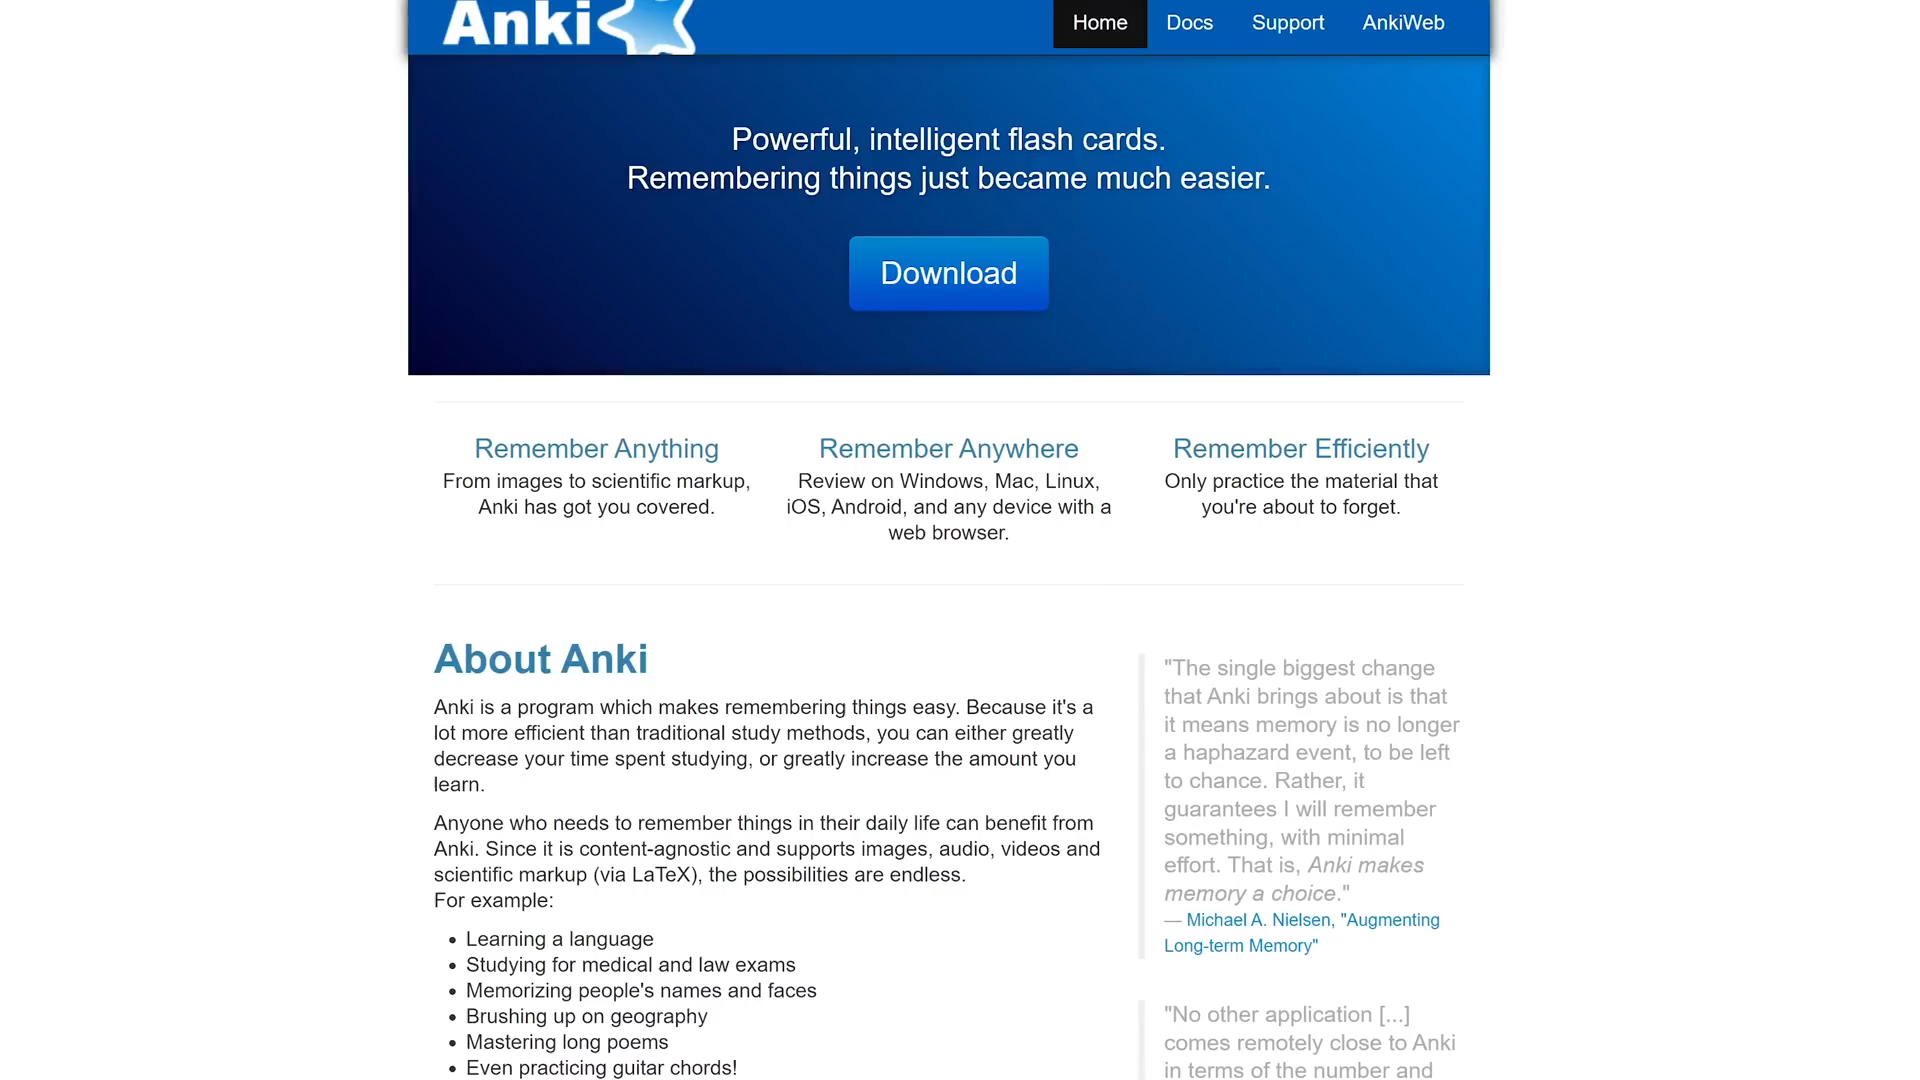 Anki
Home
Docs
Support
AnkiWeb
Powerful, intelligent flash cards.
Remembering things just became much easier.
Download
Remember Anything
From images to scientific markup,
Anki has got you covered.
Remember Anywhere
Review on Windows, Mac, Linux,
iOS, Android, and any device with a
web browser.
Remember Efficiently
Only practice the material that
you're about to forget.
About Anki
Anki is a program which makes remembering things easy. Because it's a
lot more efficient than traditional study methods, you can either greatly
decrease your time spent studying, or greatly increase the amount you
learn.
Anyone who needs to remember things in their daily life can benefit from
Anki. Since it is content-agnostic and supports images, audio, videos and
scientific markup (via LaTeX), the possibilities are endless.
For example:
• Learning a language
• Studying for medical and law exams
• Memorizing people's names and faces
• Brushing up on geography
• Mastering long poems
• Even practicing guitar chords!
"The single biggest change
that Anki brings about is that
it means memory is no longer
a haphazard event, to be left
to chance. Rather, it
guarantees I will remember
something, with minimal
effort. That is, Anki makes
memory a choice."
— Michael A. Nielsen, "Augmenting
Long-term Memory"
"No other application [...]
comes remotely close to Anki
in terms of the number and